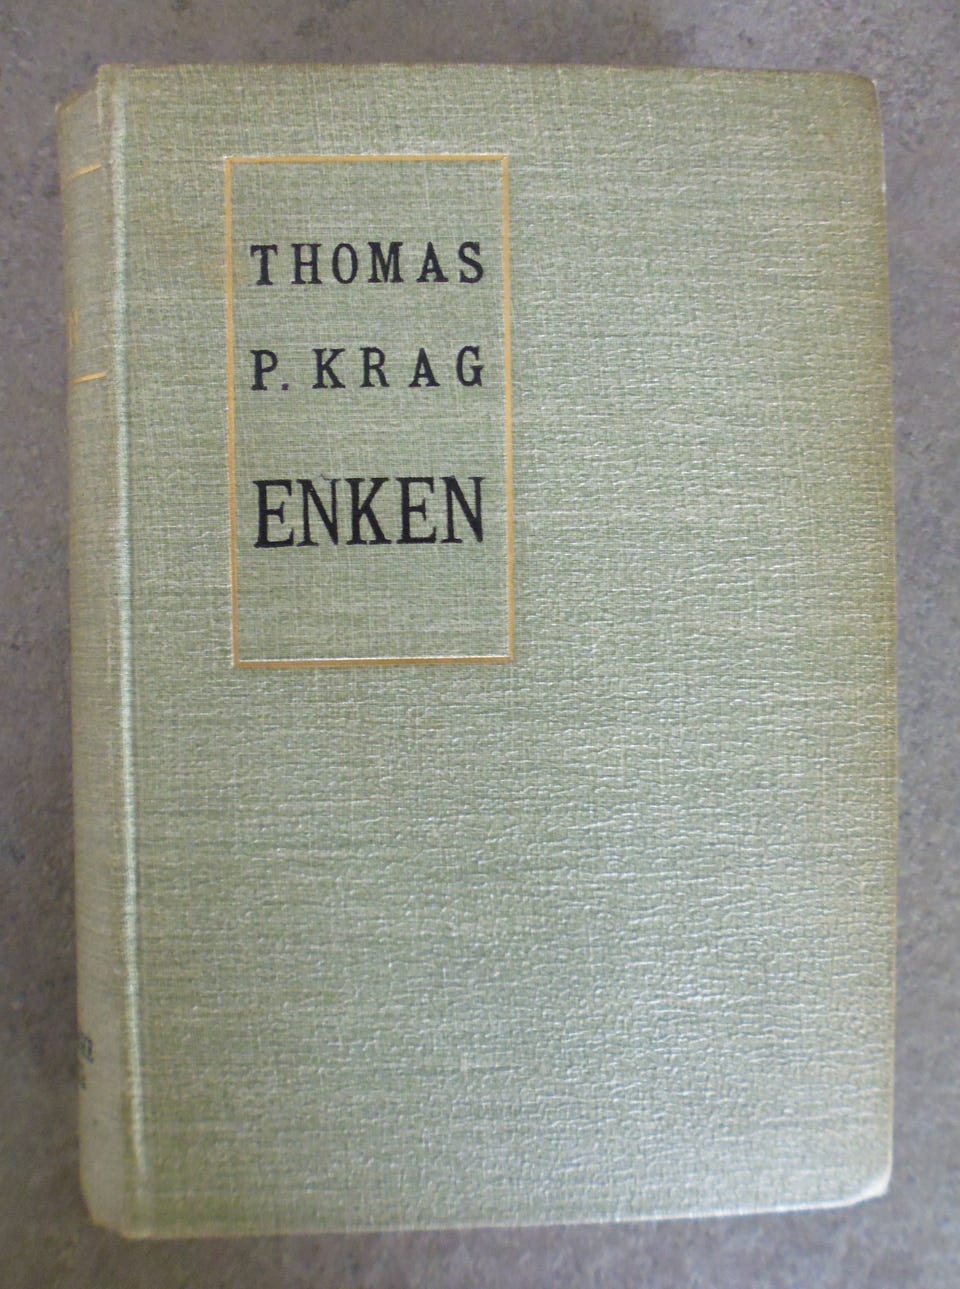 THOMAS
P. KRAG
ENKEN